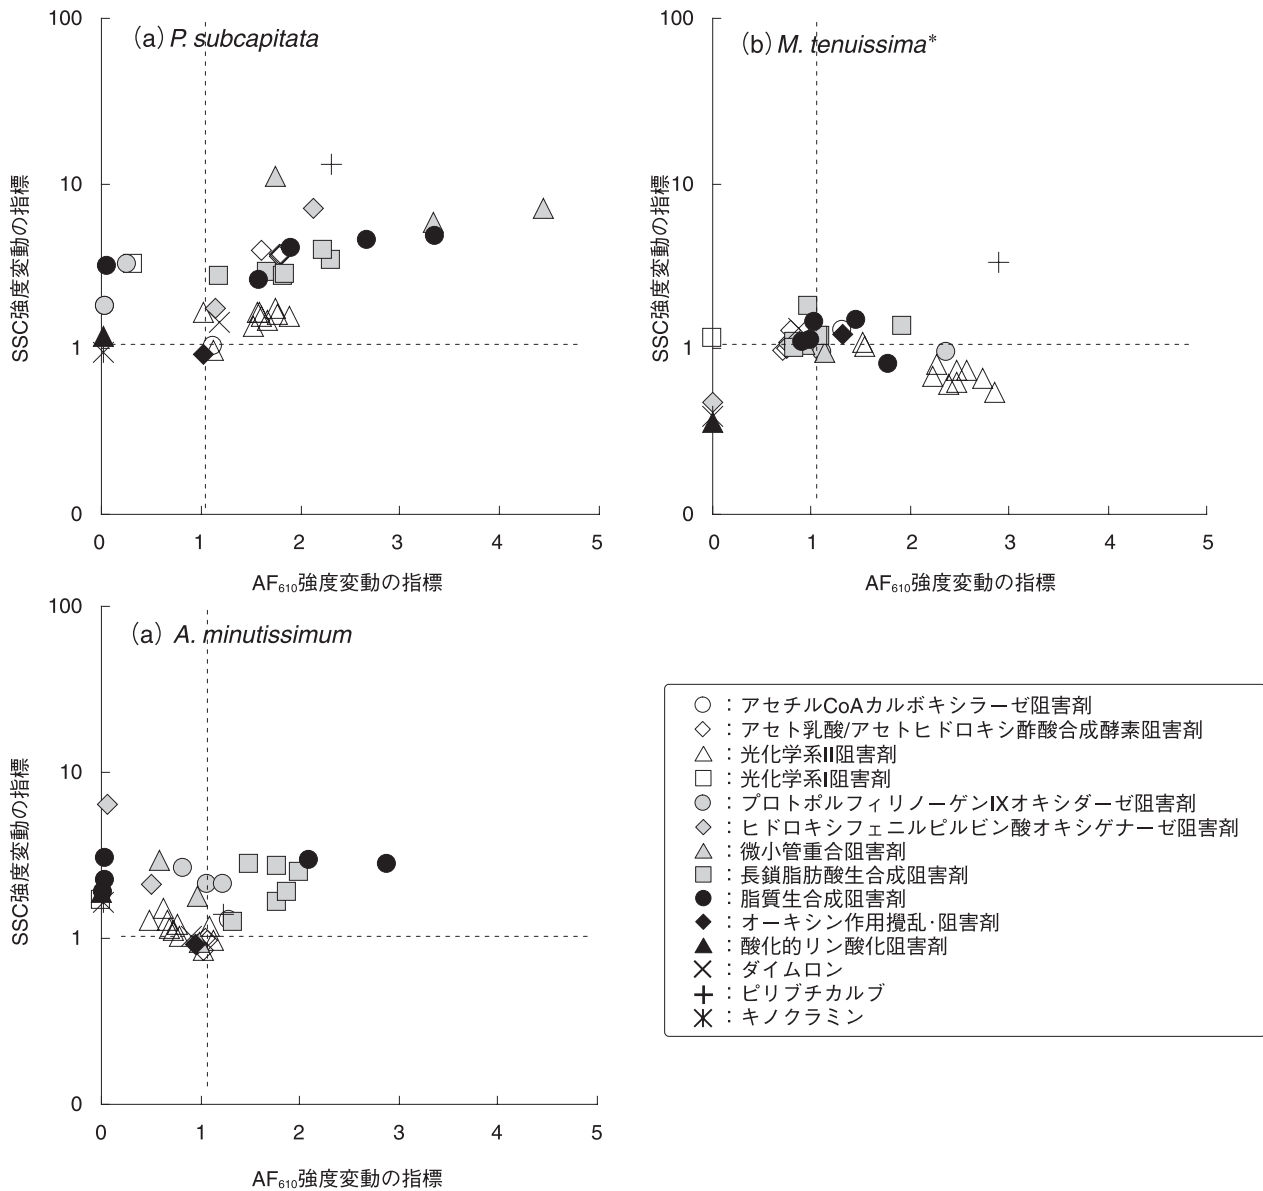 (a) P. subcapitata
100
10
1
0
SSC強度変動の指標
0 1 2 3 4 5
AF₆₁₀強度変動の指標
(b) M. tenuissima*
100
10
1
0
SSC強度変動の指標
0 1 2 3 4 5
AF₆₁₀強度変動の指標
(a) A. minutissimum
100
10
1
0
SSC強度変動の指標
0 1 2 3 4 5
AF₆₁₀強度変動の指標
○：アセチルCoAカルボキシラーゼ阻害剤
◇：アセト乳酸/アセトヒドロキシ酢酸合成酵素阻害剤
△：光化学系II阻害剤
□：光化学系I阻害剤
：プロトポルフィリノーゲンIXオキシダーゼ阻害剤
：ヒドロキシフェニルピルビン酸オキシゲナーゼ阻害剤
：微小管重合阻害剤
：長鎖脂肪酸生合成阻害剤
●：脂質生合成阻害剤
◆：オーキシン作用攪乱･阻害剤
▲：酸化的リン酸化阻害剤
×：ダイムロン
＋：ピリブチカルブ
：キノクラミン